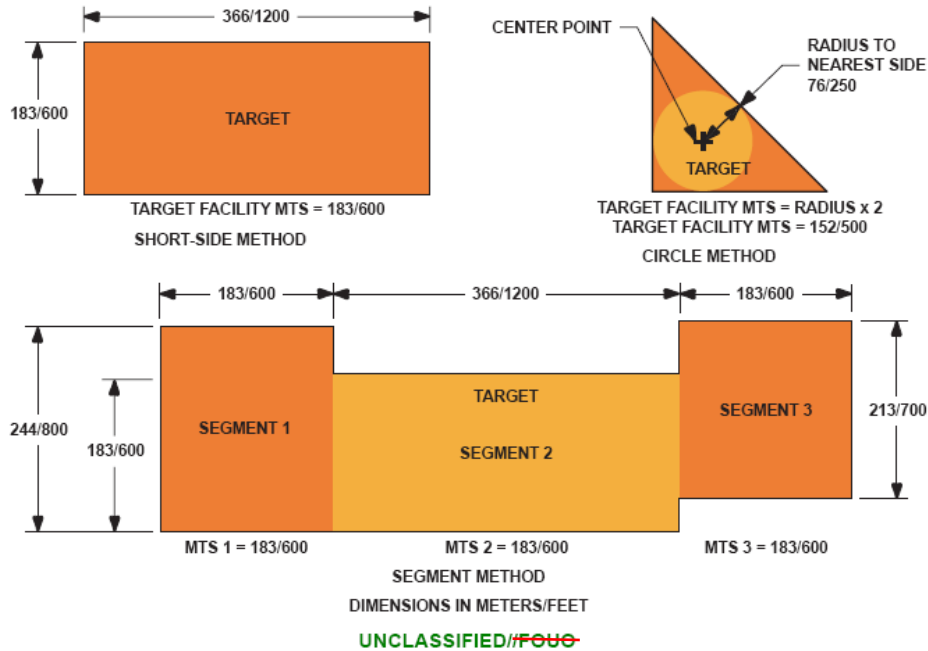 366/1200
183/600
TARGET
TARGET FACILITY MTS = 183/600
SHORT-SIDE METHOD
CENTER POINT
RADIUS TO
NEAREST SIDE
76/250
TARGET
TARGET FACILITY MTS = RADIUS x 2
TARGET FACILITY MTS = 152/500
CIRCLE METHOD
183/600
366/1200
183/600
244/800
183/600
SEGMENT 1
TARGET
SEGMENT 2
SEGMENT 3
213/700
MTS 1 = 183/600
MTS 2 = 183/600
MTS 3 = 183/600
SEGMENT METHOD
DIMENSIONS IN METERS/FEET
UNCLASSIFIED//FOUO